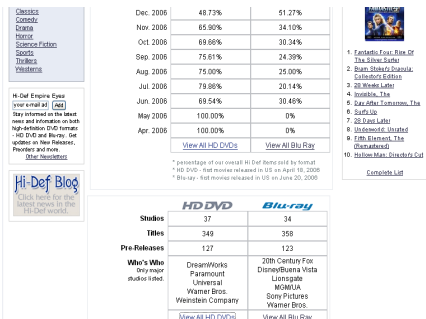 Classics
Comedy
Drama
Horror
Science Fiction
Sports
Thrillers
Westerns
Hi-Def Empire Eyes
your e-mail ad Add
Stay informed on the latest
news and information on both
high-definition DVD formats
- HD DVD and Blu-ray. Get
updates on New Releases,
Preorders and more.
Other Newsletters
Hi-Def Blog
Click here for the
latest news in the
Hi-Def world.
Dec. 2006 48.73% 51.27%
Nov. 2006 65.90% 34.10%
Oct. 2006 69.66% 30.34%
Sep. 2006 75.61% 24.39%
Aug. 2006 75.00% 25.00%
Jul. 2006 79.86% 20.14%
Jun. 2006 69.54% 30.46%
May 2006 100.00% 0%
Apr. 2006 100.00% 0%
View All HD DVDs View All Blu Ray
* percentage of our overall Hi Def items sold by format
* HD DVD - first movies released in US on April 18, 2006
* Blu-ray - first movies released in US on June 20, 2006
HD DVD Blu-ray
Studios 37 34
Titles 349 358
Pre-Releases 127 123
Who's Who
Only major
studios listed.
DreamWorks
Paramount
Universal
Warner Bros.
Weinstein Company
20th Century Fox
Disney/Buena Vista
Lionsgate
MGM/UA
Sony Pictures
Warner Bros.
View All HD DVDs View All Blu Ray
1. Fantastic Four: Rise Of
The Silver Surfer
2. Bram Stoker's Dracula:
Collector's Edition
3. 28 Weeks Later
4. Invisible, The
5. Day After Tomorrow, The
6. Surf's Up
7. 28 Days Later
8. Underworld: Unrated
9. Fifth Element, The
(Remastered)
10. Hollow Man: Director's Cut
Complete List